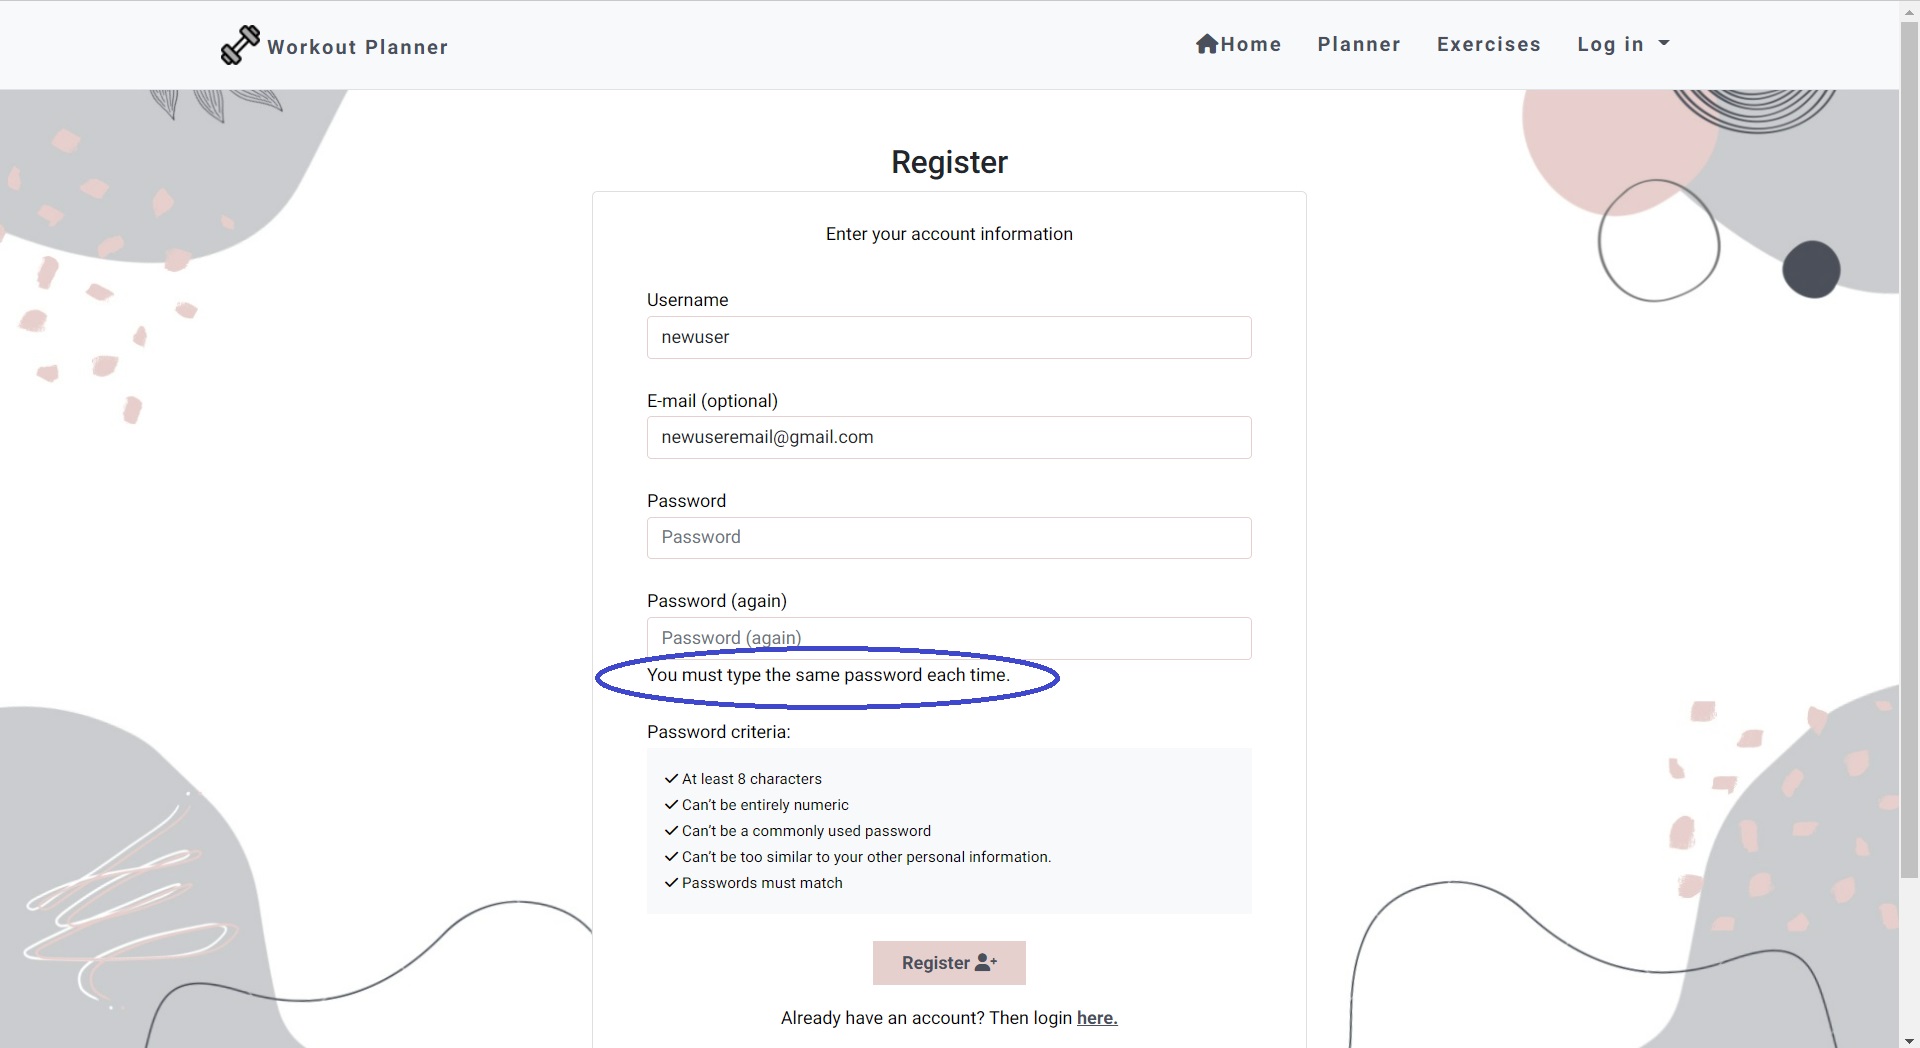 Workout Planner
Home Planner Exercises Log in
Register
Enter your account information
Username
newuser
E-mail (optional)
newuseremail@gmail.com
Password
Password
Password (again)
Password (again)
You must type the same password each time.
Password criteria:
At least 8 characters
Can't be entirely numeric
Can't be a commonly used password
Can't be too similar to your other personal information.
Passwords must match
Register
Already have an account? Then login here.